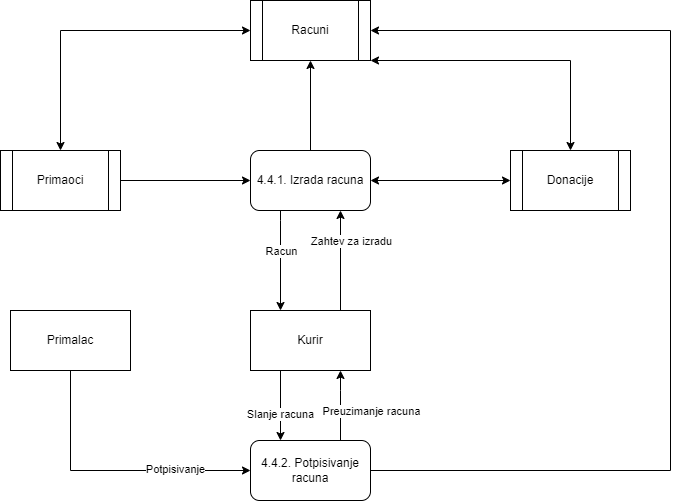 Racuni
Primaoci
4.4.1. Izrada racuna
Donacije
Racun
Zahtev za izradu
Primalac
Kurir
Slanje racuna
Preuzimanje racuna
Potpisivanje
4.4.2. Potpisivanje
racuna